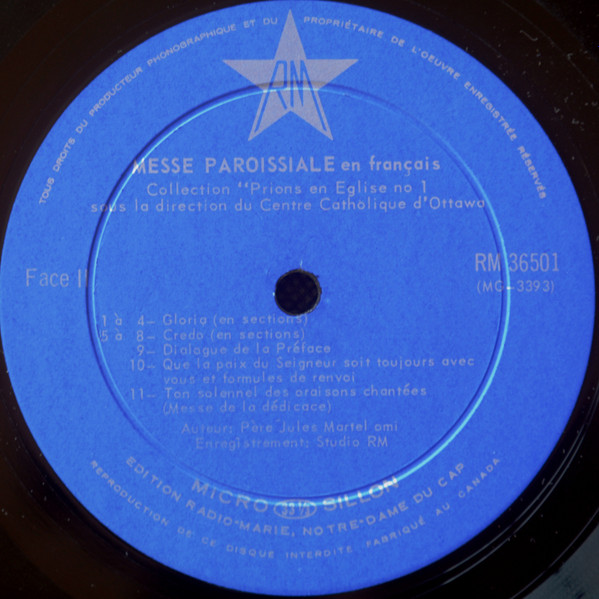 TOUS DROITS DU PRODUCTEUR PHONOGRAPHIQUE ET DU PROPRIÉTAIRE DE L'OEUVRE ENREGISTRÉE RÉSERVÉS
RM
MESSE PAROISSIALE en français
Collection "Prions en Eglise no 1
sous la direction du Centre Catholique d'Ottawa
Face II
RM 36501
(MG-3393)
1 à 4- Gloria (en sections)
5 à 8- Credo (en sections)
9- Dialogue de la Préface
10- Que la paix du Seigneur soit toujours avec
vous et formules de renvoi
11- Ton solennel des oraisons chantées
(Messe de la dédicace)
Auteur: Père Jules Martel omi
Enregistrement: Studio RM
MICRO 33⅓ SILLON
EDITION RADIO-MARIE, NOTRE-DAME DU CAP
REPRODUCTION DE CE DISQUE INTERDITE FABRIQUÉ AU CANADA